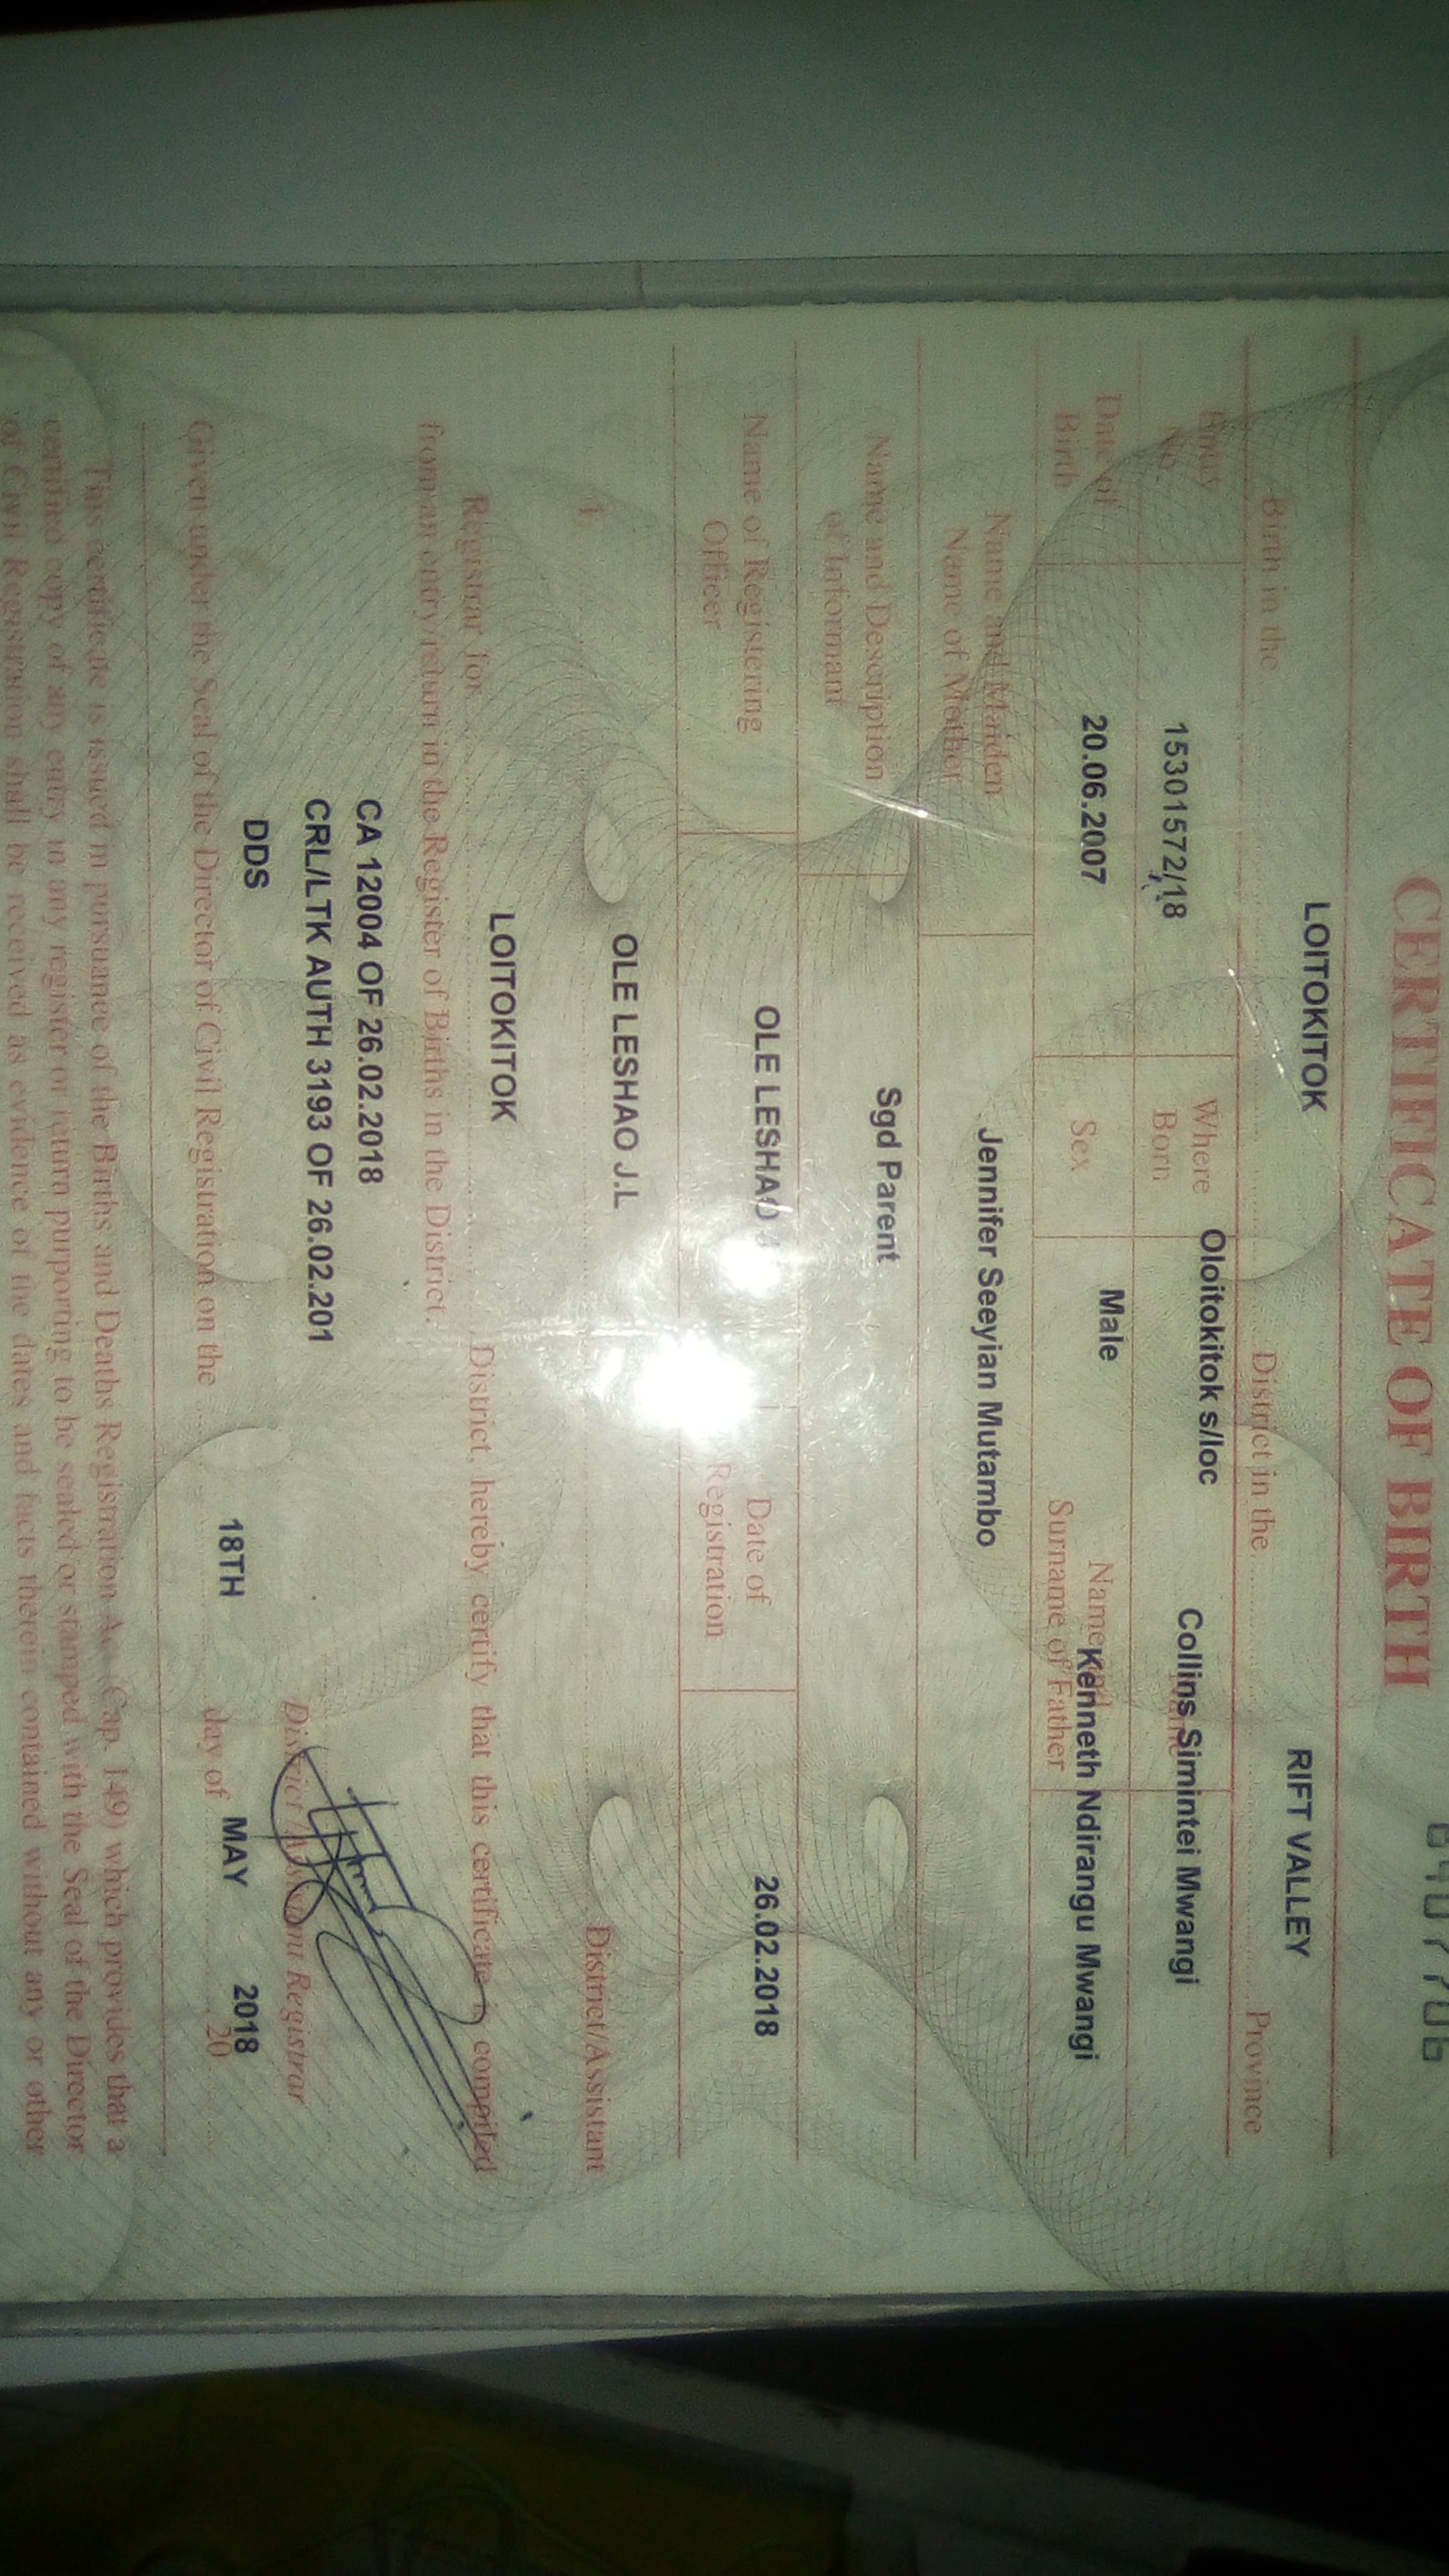 CERTIFICATE OF BIRTH
LOITOKITOK RIFT VALLEY
Birth in the District in the Province
Entry No. 15301572/18 Where Born Oloitokitok s/loc Name Collins Simintei Mwangi
Date of Birth 20.06.2007 Sex Male Name and Surname of Father Kenneth Ndirangu Mwangi
Name and Maiden Name of Mother Jennifer Seeyian Mutambo
Name and Description of Informant Sgd Parent
Name of Registering Officer OLE LESHAO Date of Registration 26.02.2018
I, OLE LESHAO J.L District/Assistant
LOITOKITOK
Registrar for District, hereby certify that this certificate is compiled
from an entry/return in the Register of Births in the District.
CA 12004 OF 26.02.2018
CRL/LTK AUTH 3193 OF 26.02.201
District/Assistant Registrar
DDS
Given under the Seal of the Director of Civil Registration on the 18TH day of MAY 2018 20
This certificate is issued in pursuance of the Births and Deaths Registration Act (Cap. 149) which provides that a
certified copy of any entry in any register or return purporting to be sealed or stamped with the Seal of the Director
of Civil Registration shall be received as evidence of the dates and facts therein contained without any or other